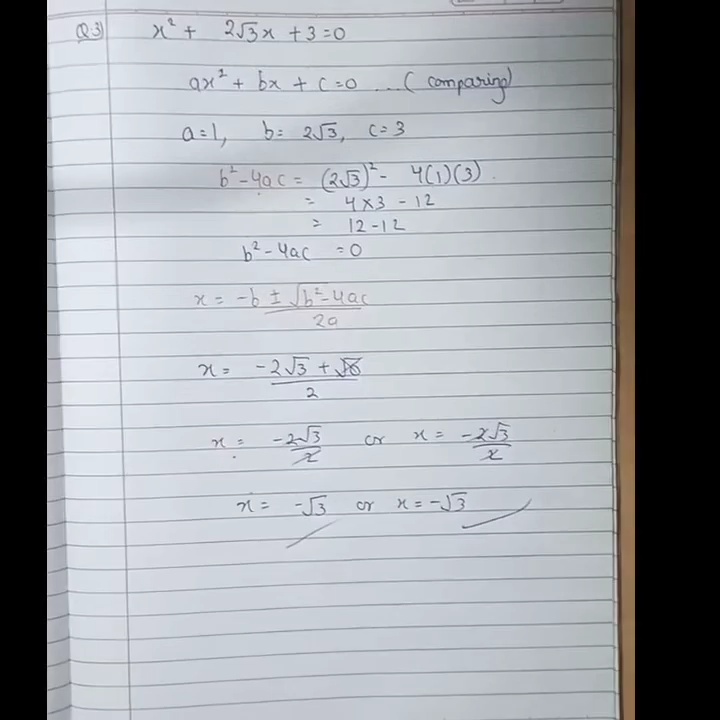 Q.3) x² + 2√3x + 3 = 0
ax² + bx + c = 0 ... (comparing)
a = 1, b = 2√3, c = 3
b² - 4ac = (2√3)² - 4(1)(3).
= 4 × 3 - 12
= 12 - 12
b² - 4ac = 0
x = -b ± √b² - 4ac
2a
x = -2√3 + √0
2
x = -2√3 or x = -2√3
2 2
x = -√3 or x = -√3